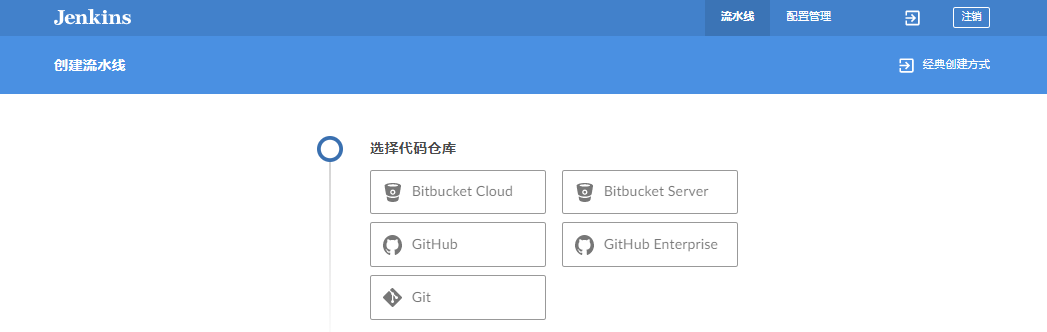 Jenkins
流水线
配置管理
注销
创建流水线
经典创建方式
选择代码仓库
Bitbucket Cloud
Bitbucket Server
GitHub
GitHub Enterprise
Git